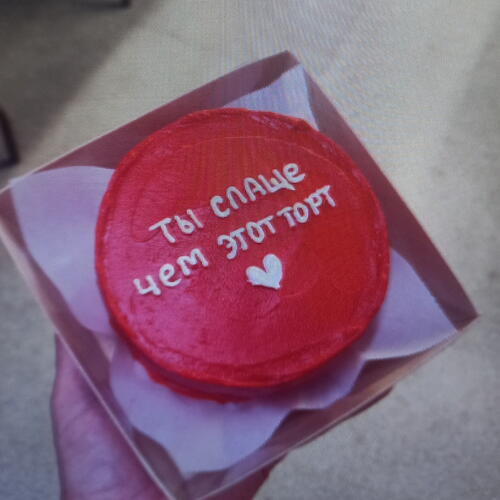 Ты слаще
чем этот торт